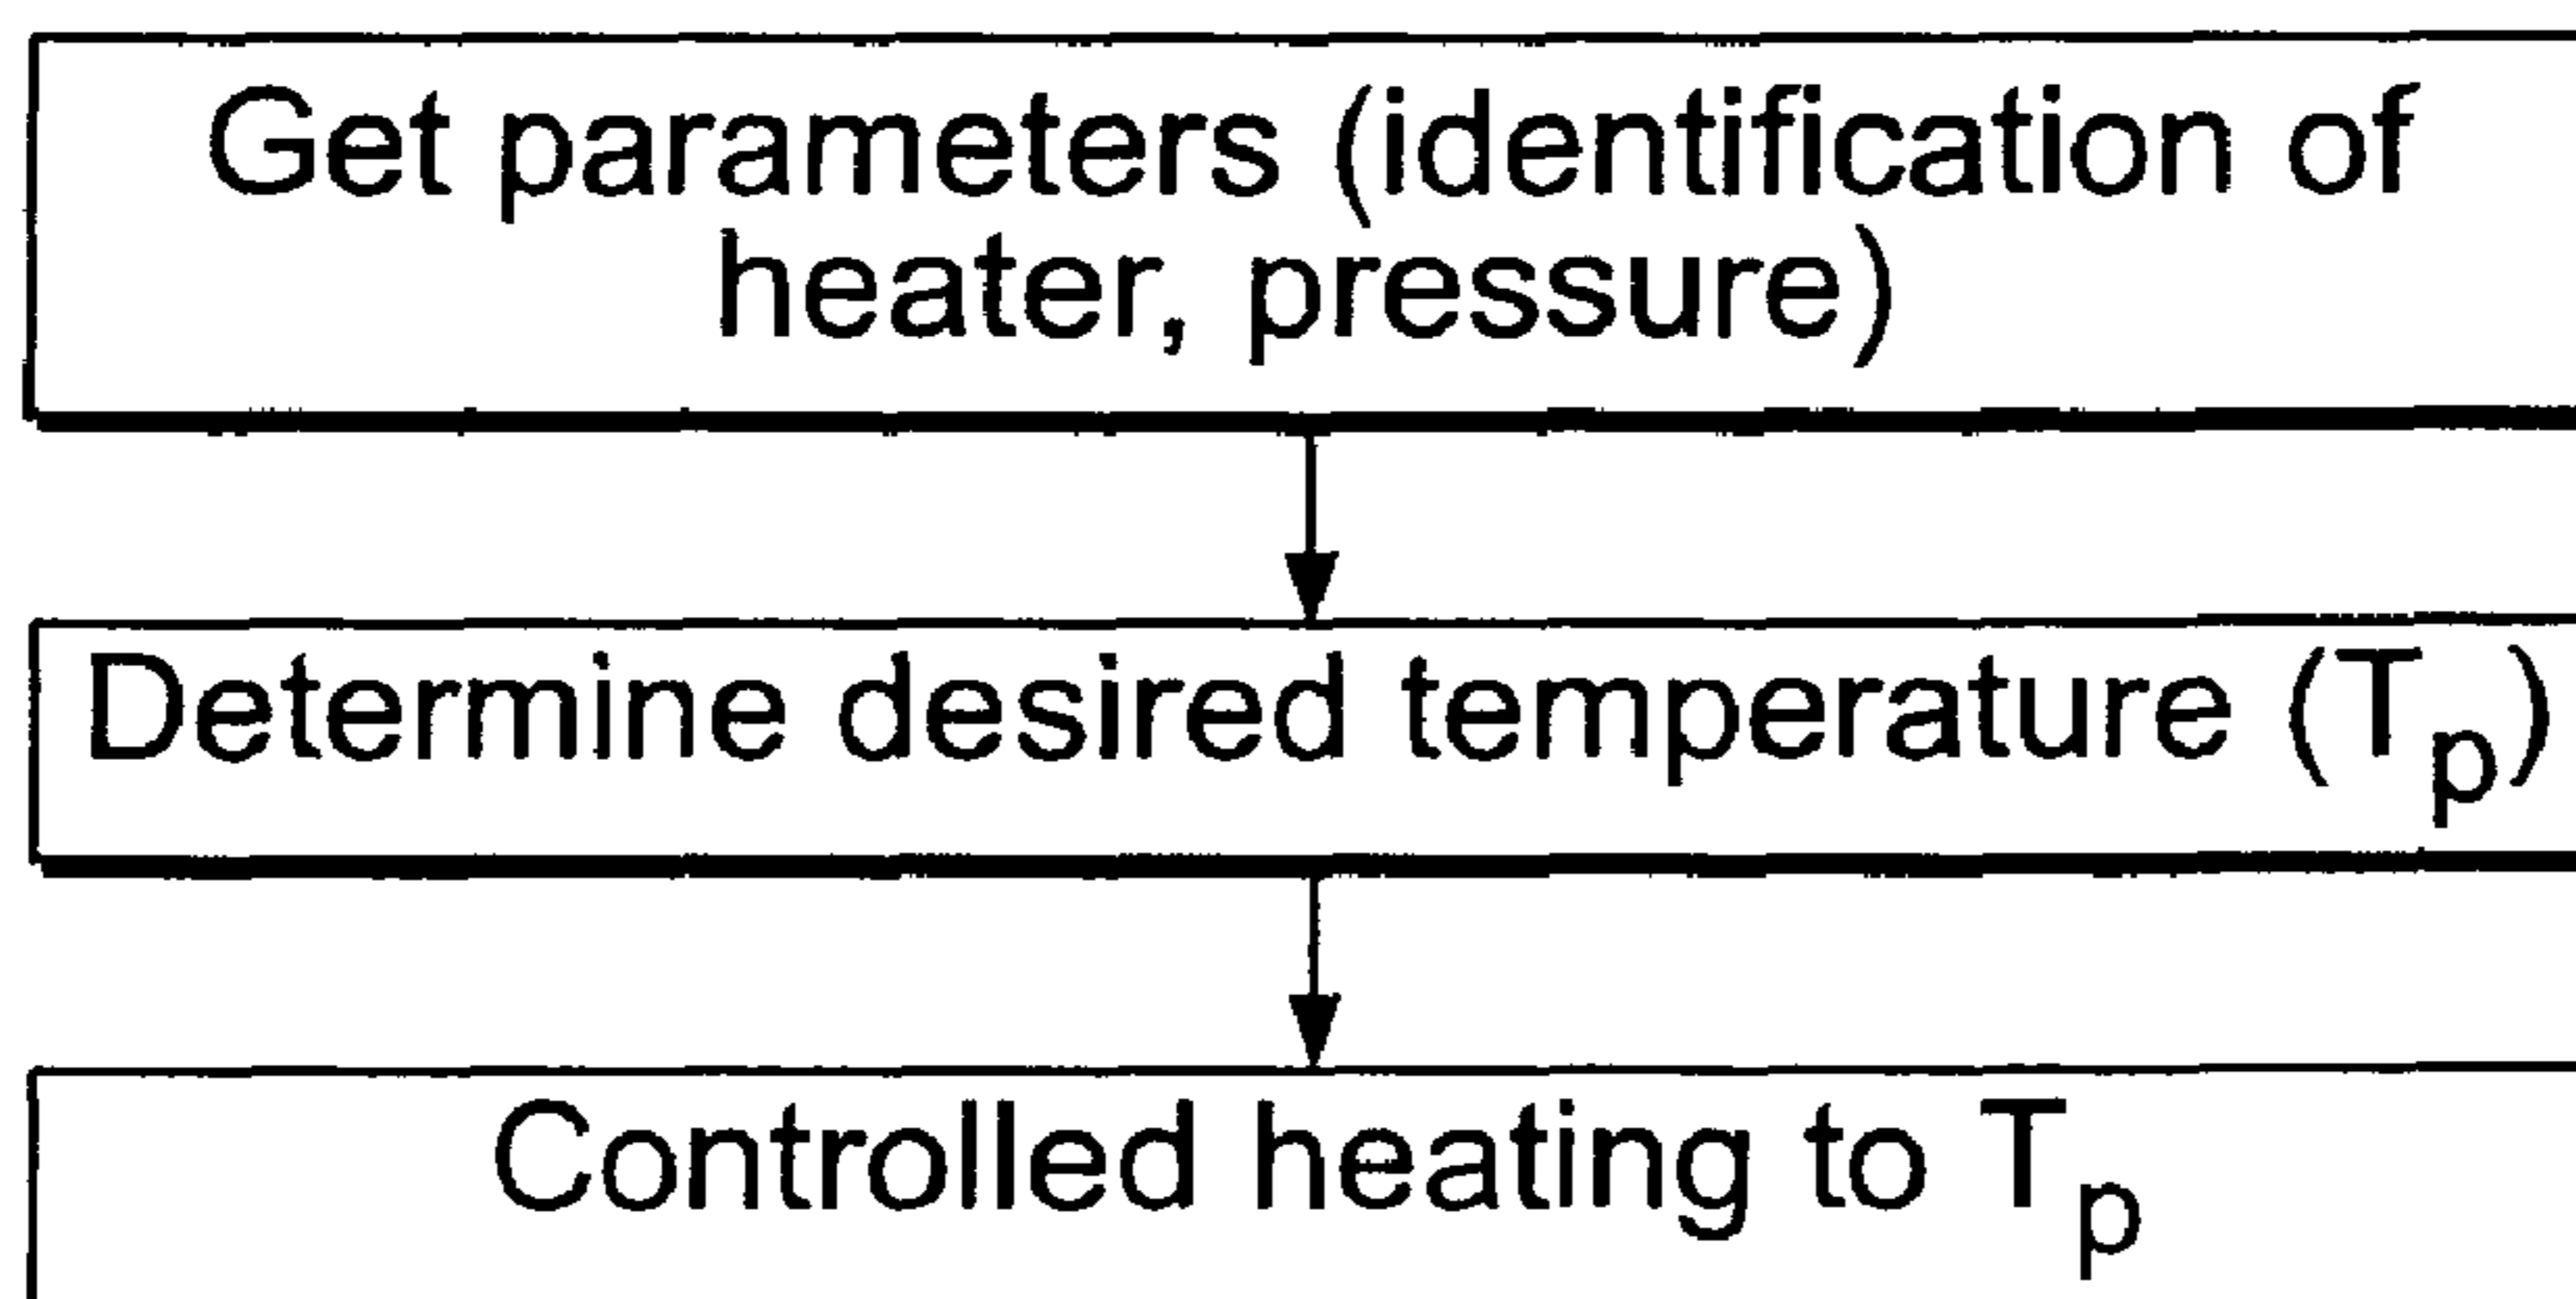 Get parameters (identification of
heater, pressure)
Determine desired temperature (Tp)
Controlled heating to Tp